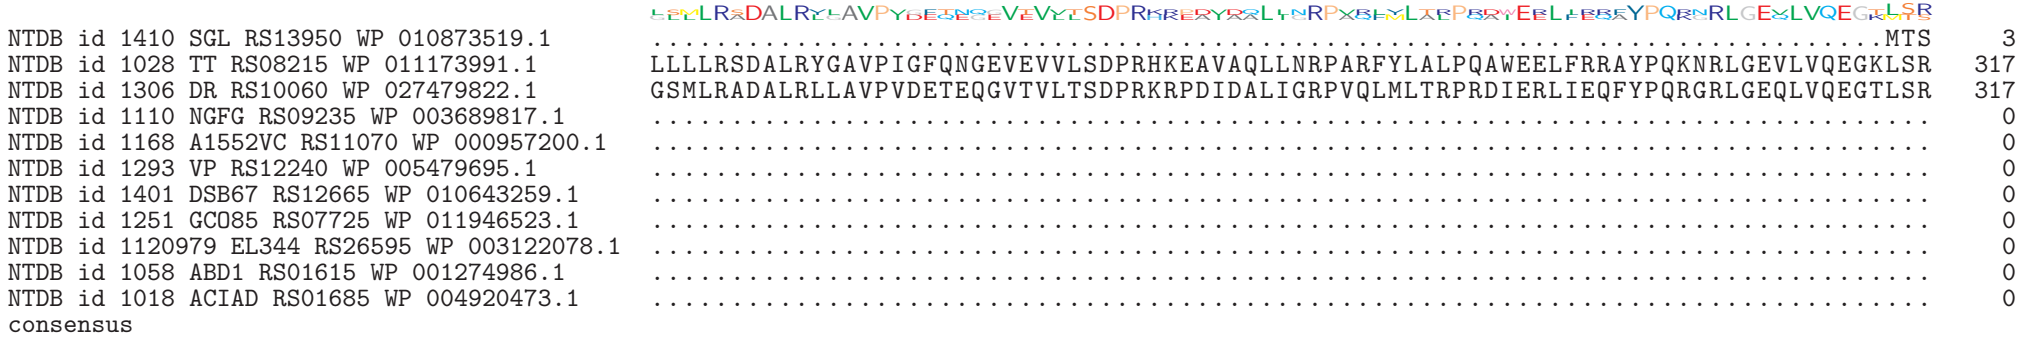 NTDB id 1410 SGL RS13950 WP 010873519.1 .............................................................................MTS 3
NTDB id 1028 TT RS08215 WP 011173991.1 LLLLRSDALRYGAVPIGFQNGEVEVVLSDPRHKEAVAQLLNRPARFYLALPQAWEELFRRAYPQKNRLGEVLVQEGKLSR 317
NTDB id 1306 DR RS10060 WP 027479822.1 GSMLRADALRLLAVPVDETEQGVTVLTSDPRKRPDIDALIGRPVQLMLTRPRDIERLIEQFYPQRGRLGEQLVQEGTLSR 317
NTDB id 1110 NGFG RS09235 WP 003689817.1 ................................................................................ 0
NTDB id 1168 A1552VC RS11070 WP 000957200.1 ................................................................................ 0
NTDB id 1293 VP RS12240 WP 005479695.1 ................................................................................ 0
NTDB id 1401 DSB67 RS12665 WP 010643259.1 ................................................................................ 0
NTDB id 1251 GCO85 RS07725 WP 011946523.1 ................................................................................ 0
NTDB id 1120979 EL344 RS26595 WP 003122078.1 ................................................................................ 0
NTDB id 1058 ABD1 RS01615 WP 001274986.1 ................................................................................ 0
NTDB id 1018 ACIAD RS01685 WP 004920473.1 ................................................................................ 0
consensus